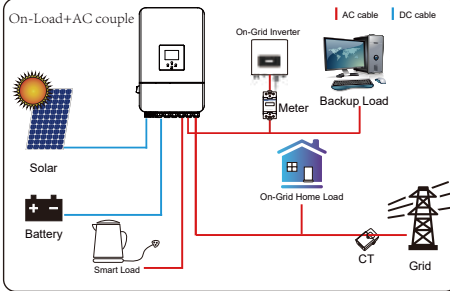 On-Load+AC couple
AC cable
DC cable
On-Grid Inverter
Meter
Backup Load
Solar
On-Grid Home Load
Battery
Smart Load
CT
Grid